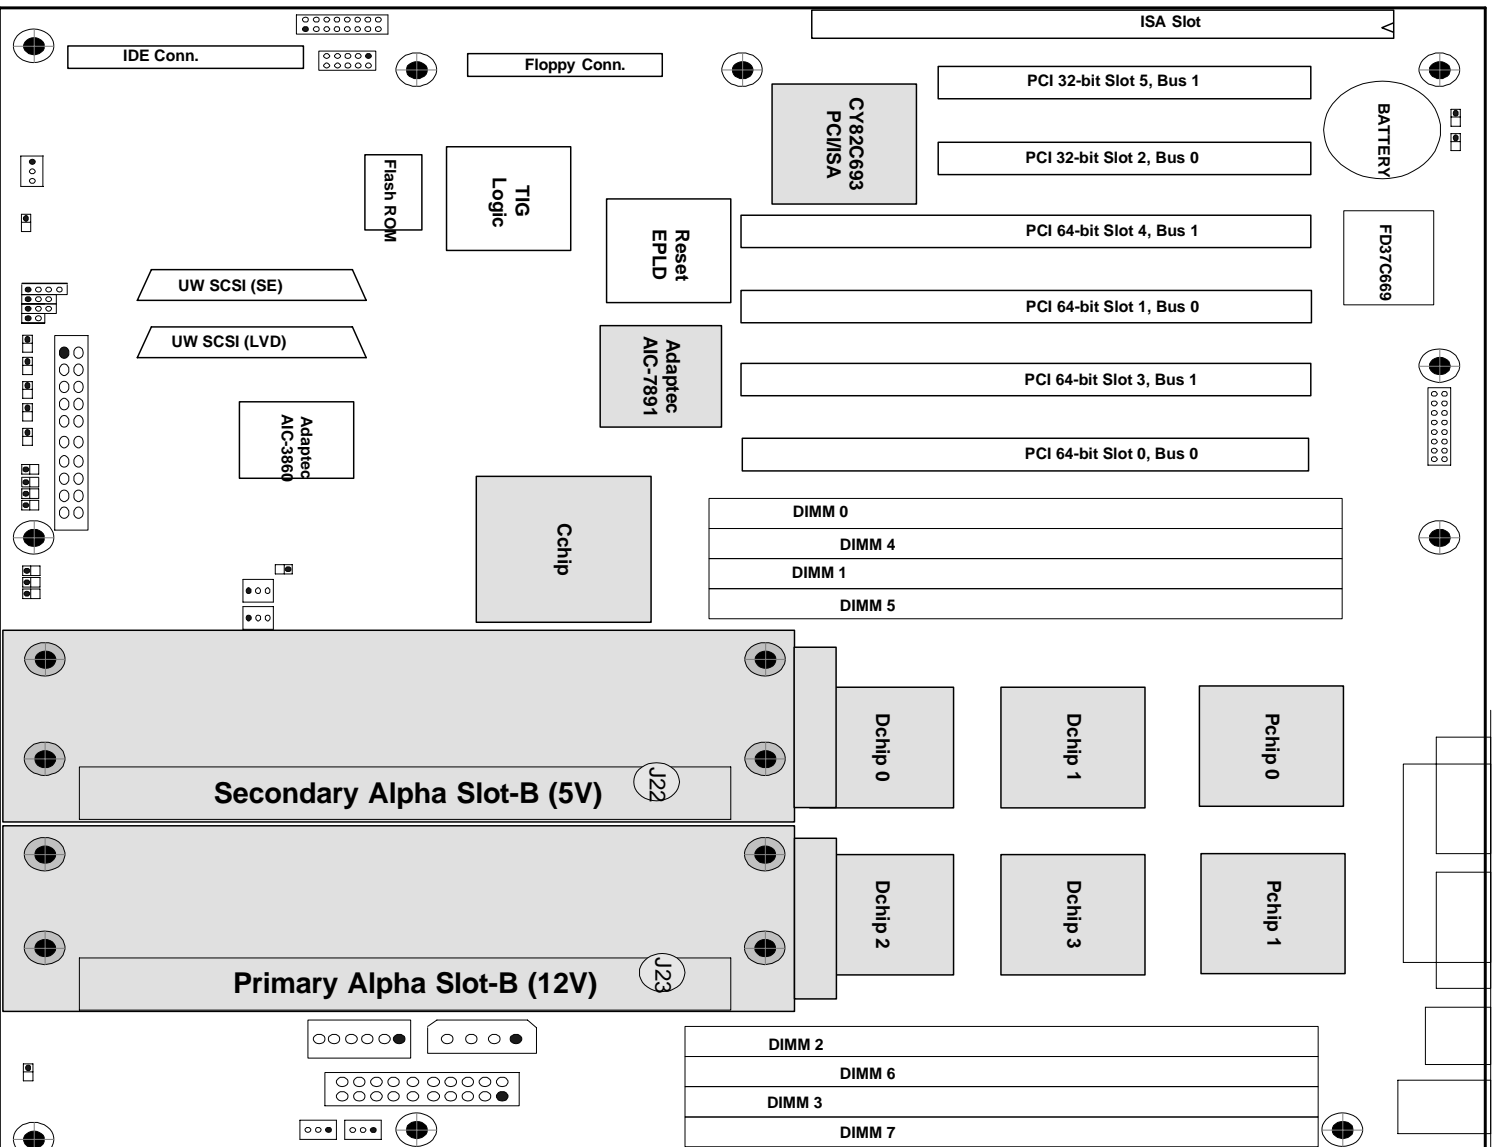 ISA Slot
IDE Conn.
Floppy Conn.
PCI 32-bit Slot 5, Bus 1
CY82C693
PCI/ISA
BATTERY
PCI 32-bit Slot 2, Bus 0
Flash ROM
TIG
Logic
Reset
EPLD
PCI 64-bit Slot 4, Bus 1
FD37C669
UW SCSI (SE)
PCI 64-bit Slot 1, Bus 0
UW SCSI (LVD)
Adaptec
AIC-7891
PCI 64-bit Slot 3, Bus 1
Adaptec
AIC-3860
PCI 64-bit Slot 0, Bus 0
Cchip
DIMM 0
DIMM 4
DIMM 1
DIMM 5
Dchip 0
Dchip 1
Pchip 0
Secondary Alpha Slot-B (5V)
J22
Dchip 2
Dchip 3
Pchip 1
Primary Alpha Slot-B (12V)
J23
DIMM 2
DIMM 6
DIMM 3
DIMM 7